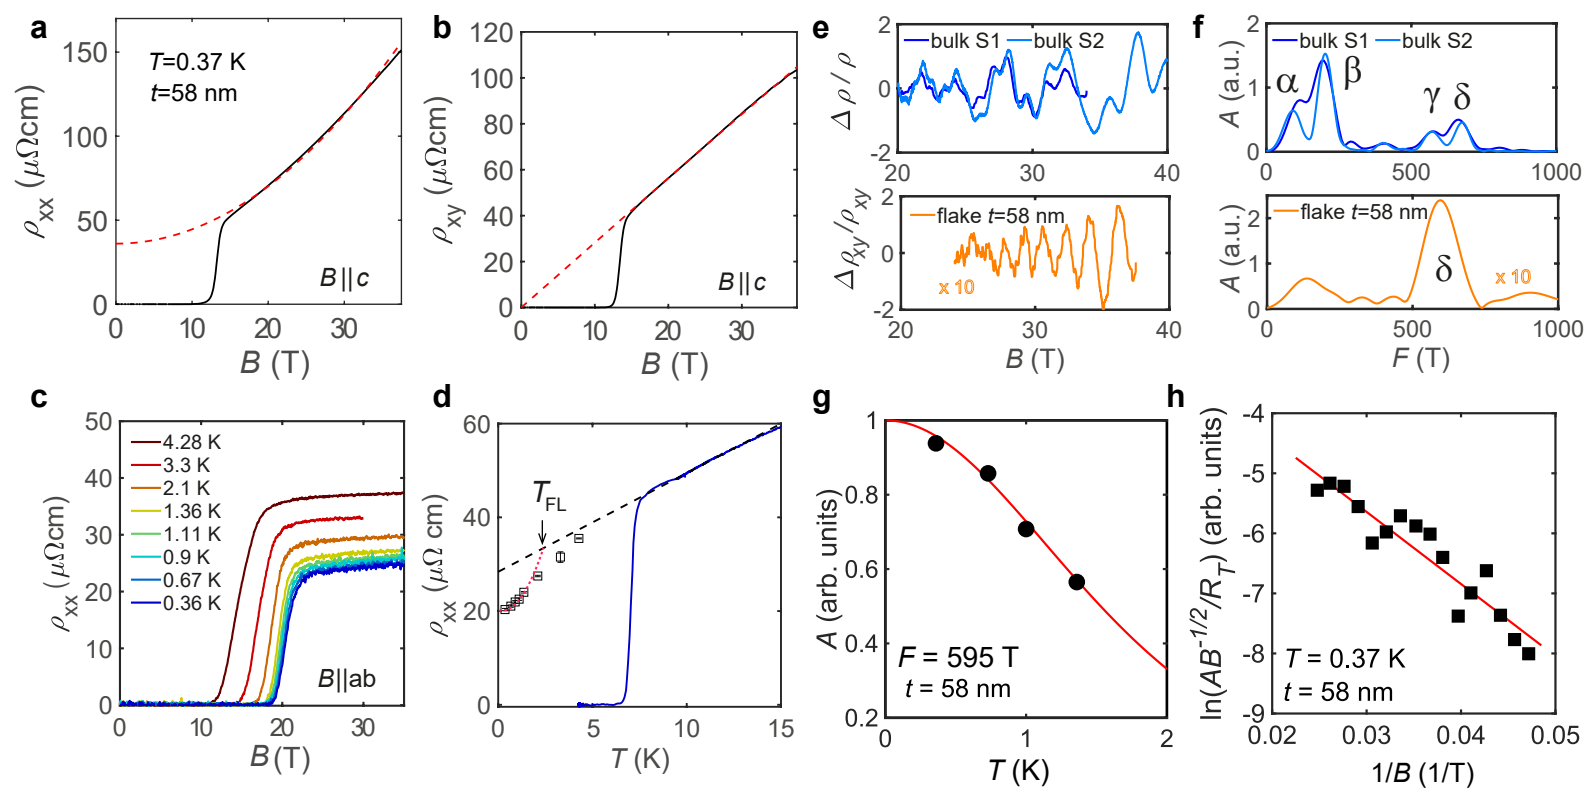 a
150
100
50
0
ρxx (μΩcm)
T=0.37 K
t=58 nm
B||c
0 10 20 30
B (T)
b
120
100
80
60
40
20
0
ρxy (μΩcm)
B||c
0 10 20 30
B (T)
e
2
0
-2
Δ ρ / ρ
bulk S1 bulk S2
20 30 40
2
0
-2
Δρxy/ρxy
flake t=58 nm
x 10
20 30 40
B (T)
f
2
1
0
A (a.u.)
bulk S1 bulk S2
α β γ δ
0 500 1000
2
1
0
A (a.u.)
flake t=58 nm
δ
x 10
0 500 1000
F (T)
c
50
40
30
20
10
0
ρxx (μΩcm)
4.28 K
3.3 K
2.1 K
1.36 K
1.11 K
0.9 K
0.67 K
0.36 K
B||ab
0 10 20 30
B(T)
d
60
40
20
0
ρxx (μΩ cm)
TFL
0 5 10 15
T (K)
g
1
0.8
0.6
0.4
0.2
A (arb. units)
F = 595 T
t = 58 nm
0 1 2
T (K)
h
-4
-5
-6
-7
-8
-9
ln(AB-1/2/RT) (arb. units)
T = 0.37 K
t = 58 nm
0.02 0.03 0.04 0.05
1/B (1/T)